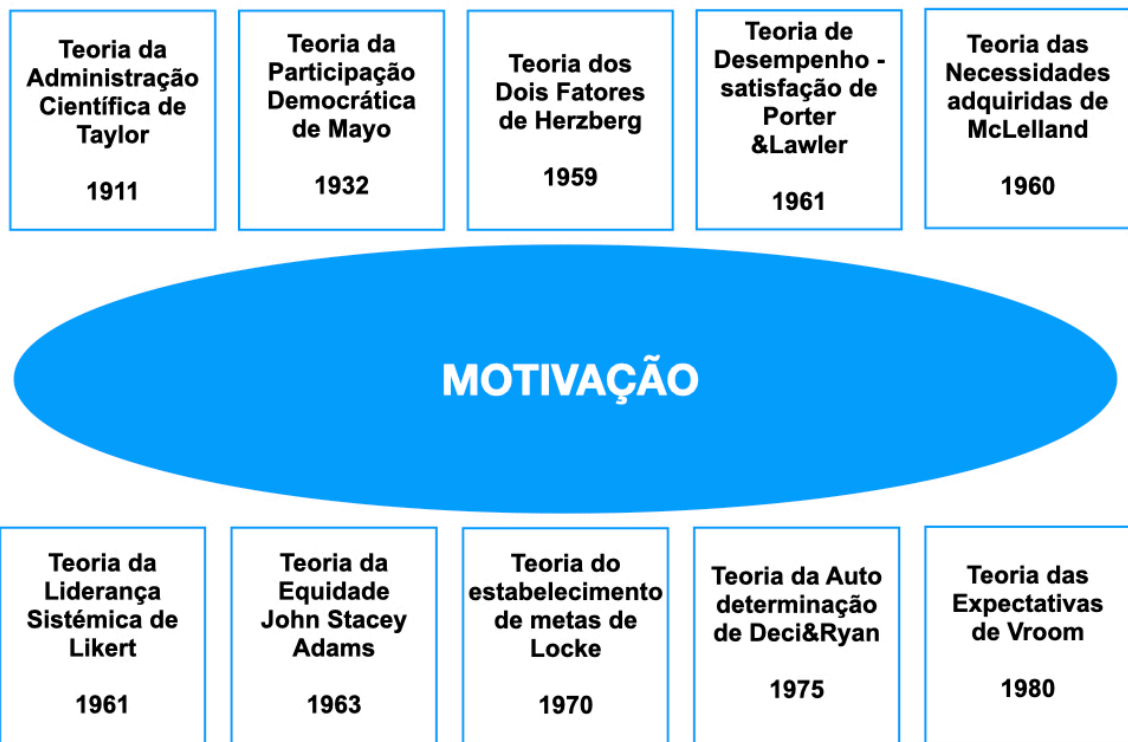 Teoria da
Administração
Científica de
Taylor
1911
Teoria da
Participação
Democrática
de Mayo
1932
Teoria dos
Dois Fatores
de Herzberg
1959
Teoria de
Desempenho -
satisfação de
Porter
&Lawler
1961
Teoria das
Necessidades
adquiridas de
McLelland
1960
MOTIVAÇÃO
Teoria da
Liderança
Sistémica de
Likert
1961
Teoria da
Equidade
John Stacey
Adams
1963
Teoria do
estabelecimento
de metas de
Locke
1970
Teoria da Auto
determinação
de Deci&Ryan
1975
Teoria das
Expectativas
de Vroom
1980